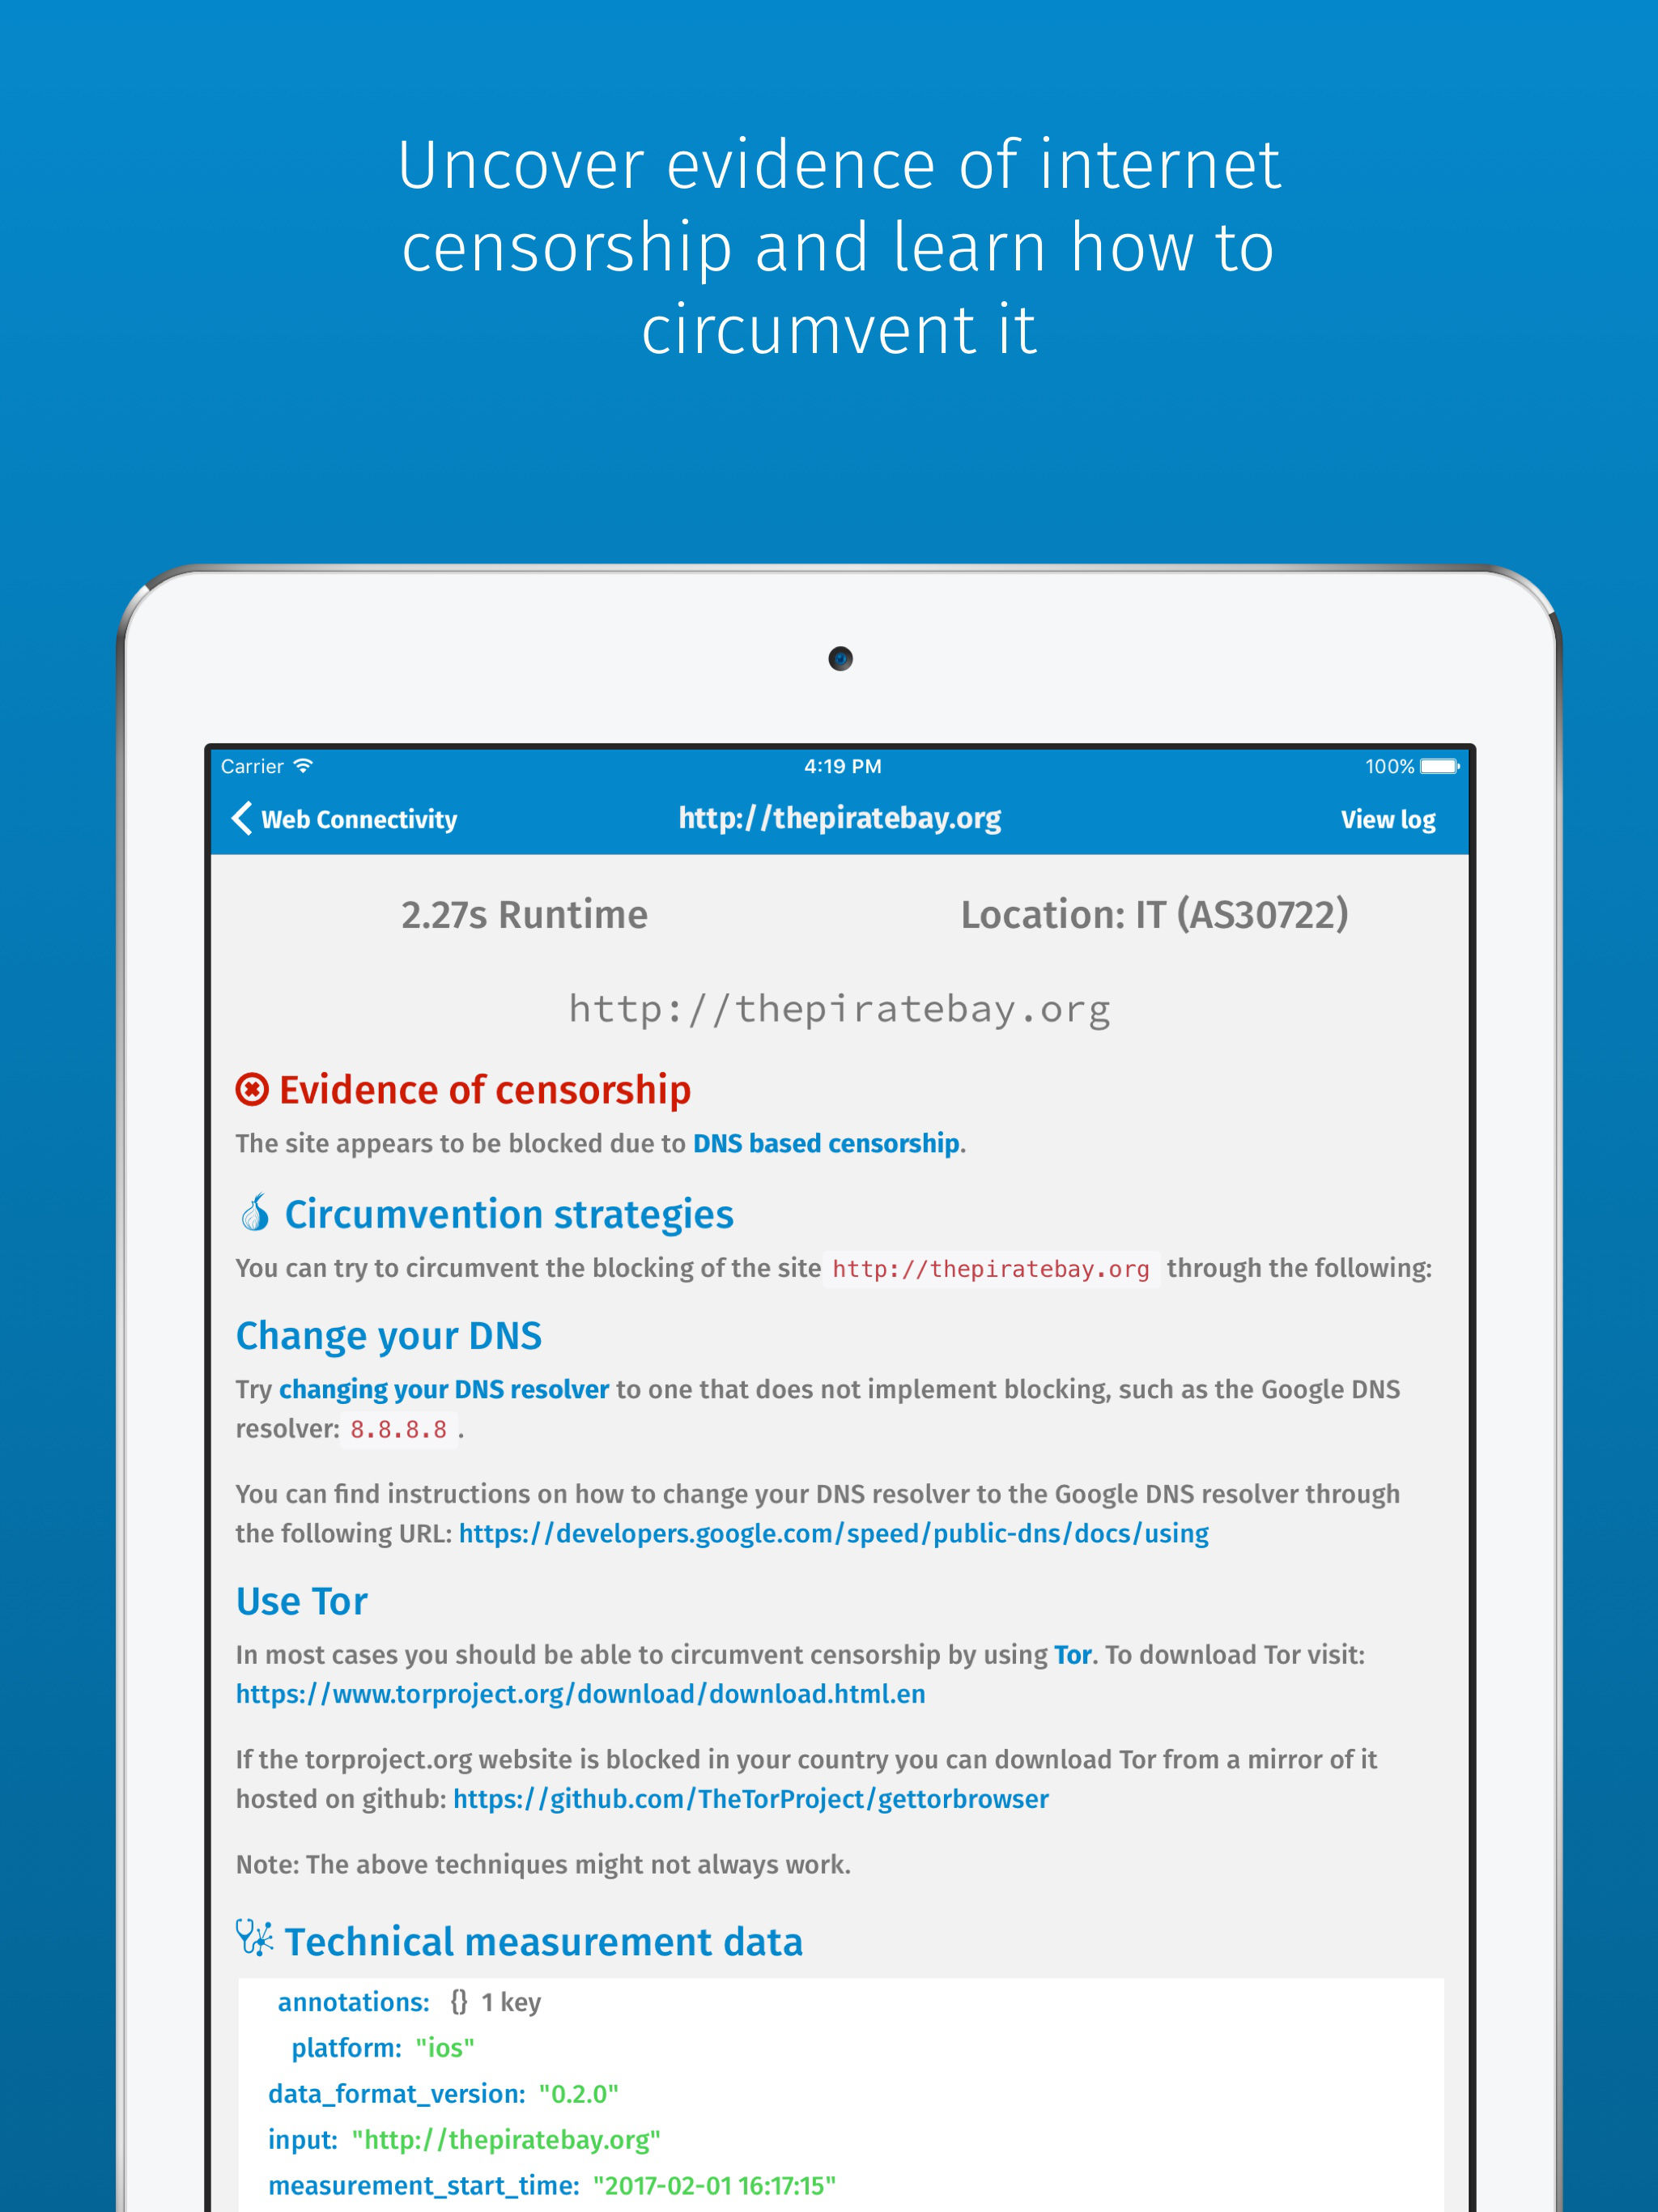 Uncover evidence of internet
censorship and learn how to
circumvent it
Carrier
4:19 PM
100%
Web Connectivity
http://thepiratebay.org
View log
2.27s Runtime
Location: IT (AS30722)
http://thepiratebay.org
Evidence of censorship
The site appears to be blocked due to DNS based censorship.
Circumvention strategies
You can try to circumvent the blocking of the site http://thepiratebay.org through the following:
Change your DNS
Try changing your DNS resolver to one that does not implement blocking, such as the Google DNS
resolver: 8.8.8.8 .
You can find instructions on how to change your DNS resolver to the Google DNS resolver through
the following URL: https://developers.google.com/speed/public-dns/docs/using
Use Tor
In most cases you should be able to circumvent censorship by using Tor. To download Tor visit:
https://www.torproject.org/download/download.html.en
If the torproject.org website is blocked in your country you can download Tor from a mirror of it
hosted on github: https://github.com/TheTorProject/gettorbrowser
Note: The above techniques might not always work.
Technical measurement data
annotations: {} 1 key
platform: "ios"
data_format_version: "0.2.0"
input: "http://thepiratebay.org"
measurement_start_time: "2017-02-01 16:17:15"